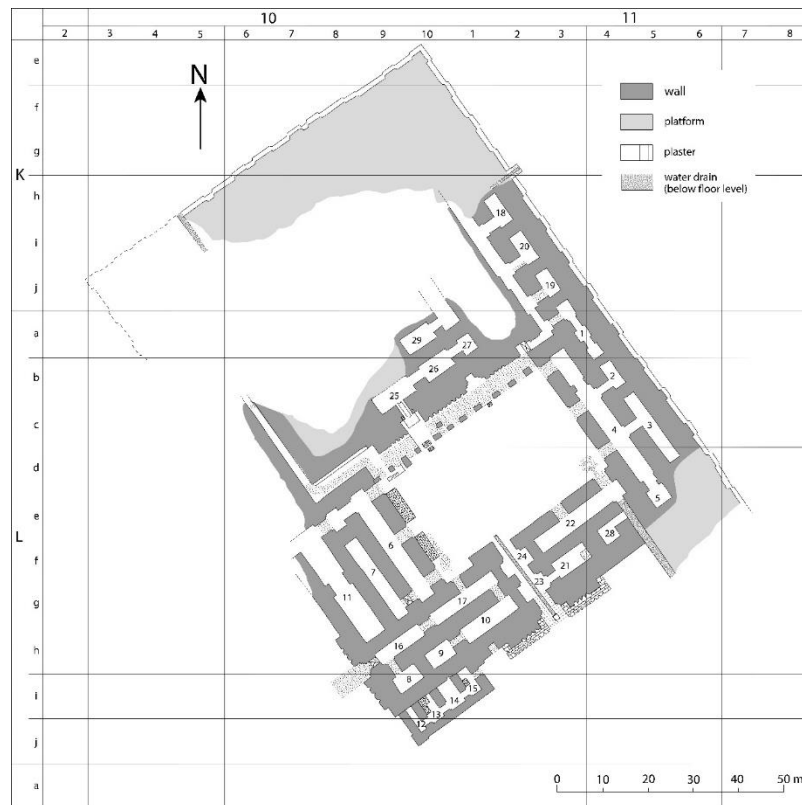 10 11
2 3 4 5 6 7 8 9 10 1 2 3 4 5 6 7 8
e
f
g
K
h
i
j
a
b
c
d
e
L
f
g
h
i
j
a
N
wall
platform
plaster
water drain
(below floor level)
18
20
19
1
29
27
26
2
25
3
4
5
6
22
28
24
7
21
11
23
17
10
16
9
8
15
14
13
12
0 10 20 30 40 50 m